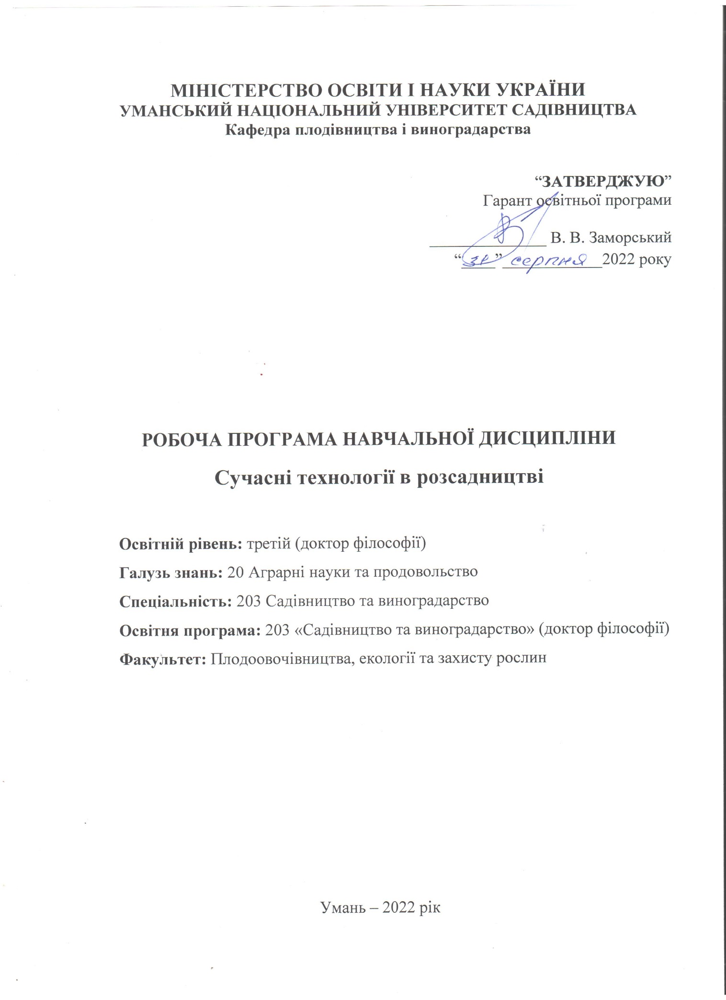 МІНІСТЕРСТВО ОСВІТИ І НАУКИ УКРАЇНИ
УМАНСЬКИЙ НАЦІОНАЛЬНИЙ УНІВЕРСИТЕТ САДІВНИЦТВА
Кафедра плодівництва і виноградарства
“ЗАТВЕРДЖУЮ”
Гарант освітньої програми
В. В. Заморський
“31” серпня 2022 року
РОБОЧА ПРОГРАМА НАВЧАЛЬНОЇ ДИСЦИПЛІНИ
Сучасні технології в розсадництві
Освітній рівень: третій (доктор філософії)
Галузь знань: 20 Аграрні науки та продовольство
Спеціальність: 203 Садівництво та виноградарство
Освітня програма: 203 «Садівництво та виноградарство» (доктор філософії)
Факультет: Плодоовочівництва, екології та захисту рослин
Умань – 2022 рік